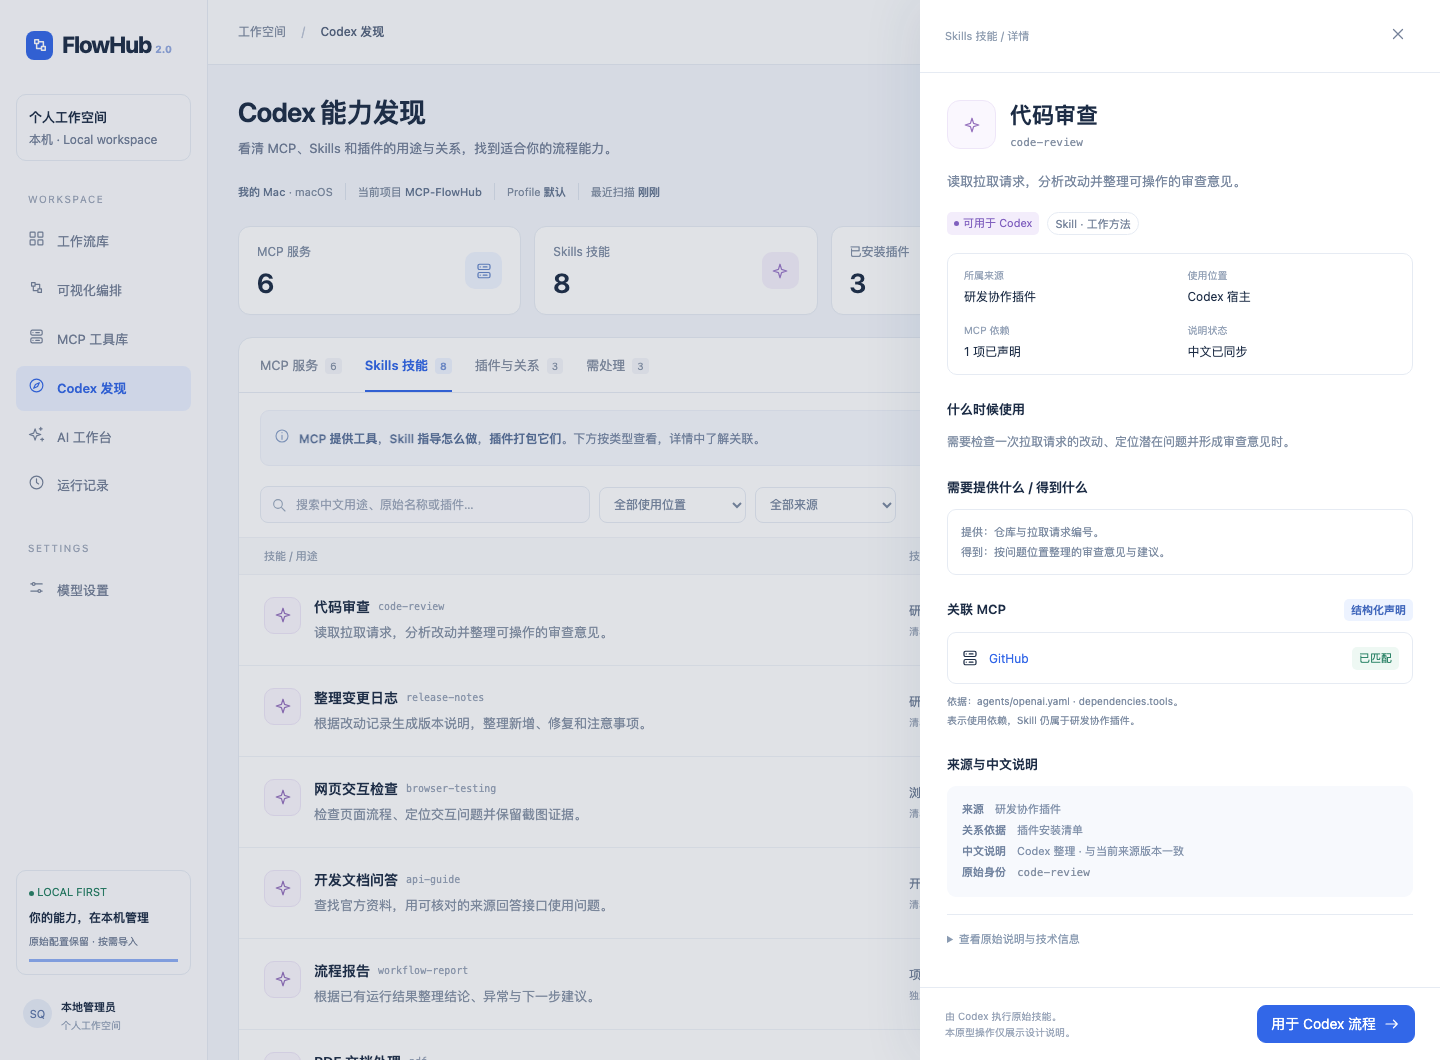 FlowHub 2.0
个人工作空间
本机 · Local workspace
WORKSPACE
工作流库
可视化编排
MCP 工具库
Codex 发现
AI 工作台
运行记录
SETTINGS
模型设置
LOCAL FIRST
你的能力，在本机管理
原始配置保留 · 按需导入
SQ
本地管理员
个人工作空间
工作空间 / Codex 发现
Codex 能力发现
看清 MCP、Skills 和插件的用途与关系，找到适合你的流程能力。
我的 Mac · macOS 当前项目 MCP-FlowHub Profile 默认 最近扫描 刚刚
MCP 服务
6
Skills 技能
8
已安装插件
3
MCP 服务 6 Skills 技能 8 插件与关系 3 需处理 3
MCP 提供工具，Skill 指导怎么做，插件打包它们。下方按类型查看，详情中了解关联。
搜索中文用途、原始名称或插件... 全部使用位置 全部来源
技能 / 用途 技
代码审查 code-review 研
读取拉取请求，分析改动并整理可操作的审查意见。 清
整理变更日志 release-notes 研
根据改动记录生成版本说明，整理新增、修复和注意事项。 清
网页交互检查 browser-testing 浏
检查页面流程、定位交互问题并保留截图证据。 清
开发文档问答 api-guide 开
查找官方资料，用可核对的来源回答接口使用问题。 清
流程报告 workflow-report 项
根据已有运行结果整理结论、异常与下一步建议。 独
PDF 文档处理 pdf
Skills 技能 / 详情
代码审查
code-review
读取拉取请求，分析改动并整理可操作的审查意见。
可用于 Codex Skill · 工作方法
所属来源 使用位置
研发协作插件 Codex 宿主
MCP 依赖 说明状态
1 项已声明 中文已同步
什么时候使用
需要检查一次拉取请求的改动、定位潜在问题并形成审查意见时。
需要提供什么 / 得到什么
提供：仓库与拉取请求编号。
得到：按问题位置整理的审查意见与建议。
关联 MCP 结构化声明
GitHub 已匹配
依据：agents/openai.yaml · dependencies.tools。
表示使用依赖，Skill 仍属于研发协作插件。
来源与中文说明
来源 研发协作插件
关系依据 插件安装清单
中文说明 Codex 整理 · 与当前来源版本一致
原始身份 code-review
查看原始说明与技术信息
由 Codex 执行原始技能。
本原型操作仅展示设计说明。
用于 Codex 流程